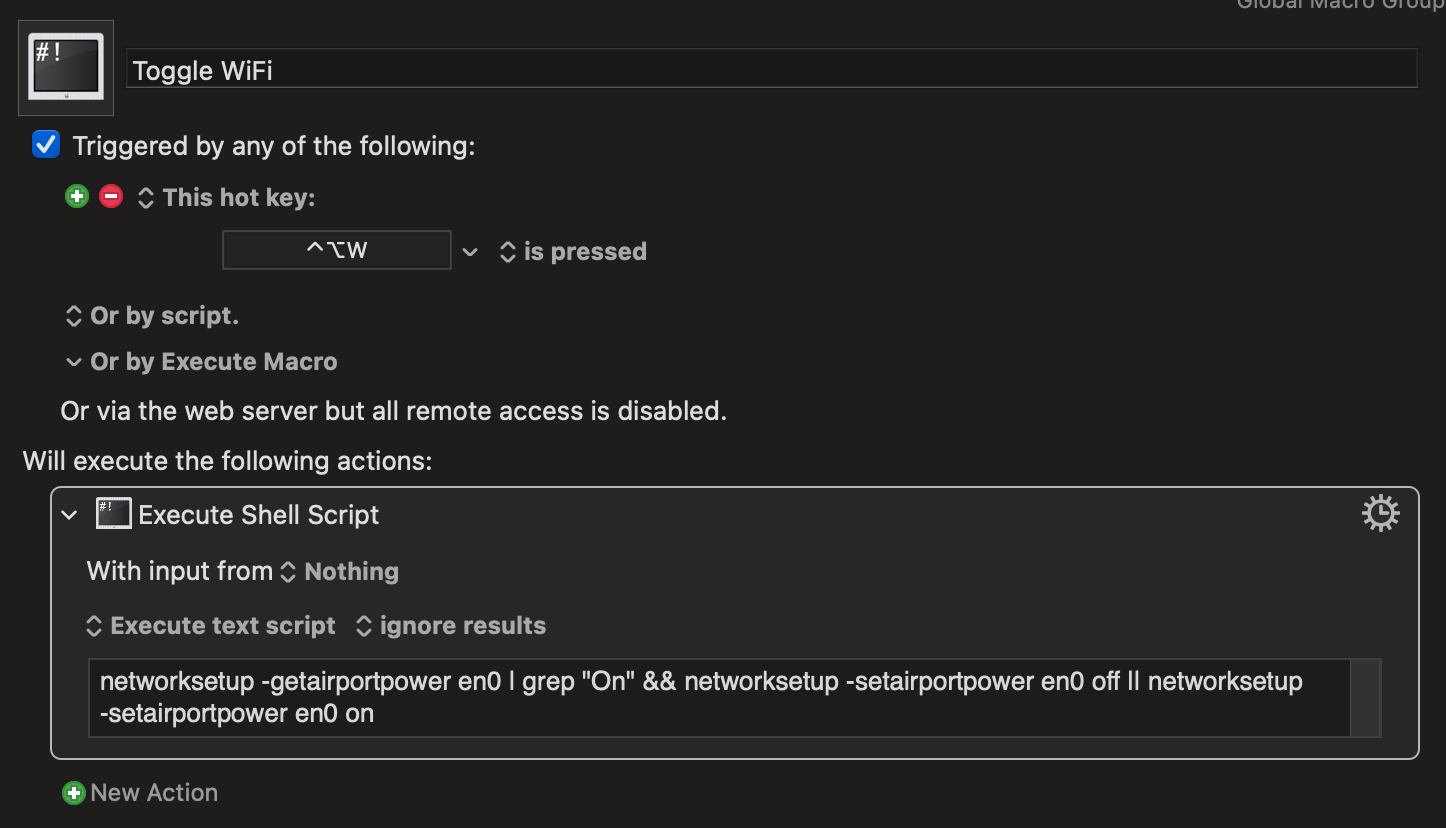 Global Macro Group
#!
Toggle WiFi
Triggered by any of the following:
This hot key:
^⌥W is pressed
Or by script.
Or by Execute Macro
Or via the web server but all remote access is disabled.
Will execute the following actions:
#! Execute Shell Script
With input from Nothing
Execute text script ignore results
networksetup -getairportpower en0 | grep "On" && networksetup -setairportpower en0 off || networksetup
-setairportpower en0 on
New Action